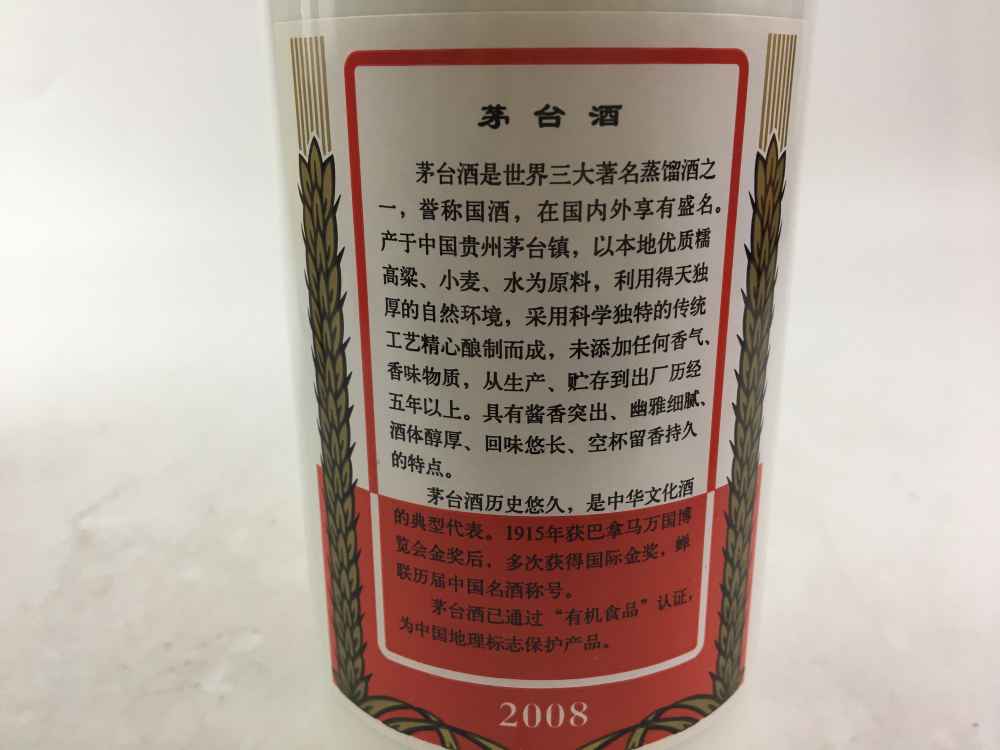 茅台酒
茅台酒是世界三大著名蒸馏酒之
一，誉称国酒，在国内外享有盛名。
产于中国贵州茅台镇，以本地优质糯
高粱、小麦、水为原料，利用得天独
厚的自然环境，采用科学独特的传统
工艺精心酿制而成，未添加任何香气、
香味物质，从生产、贮存到出厂历经
五年以上。具有酱香突出、幽雅细腻、
酒体醇厚、回味悠长、空杯留香持久
的特点。
茅台酒历史悠久，是中华文化酒
的典型代表。1915年获巴拿马万国博
览会金奖后，多次获得国际金奖，蝉
联历届中国名酒称号。
茅台酒已通过“有机食品”认证，
为中国地理标志保护产品。
2008